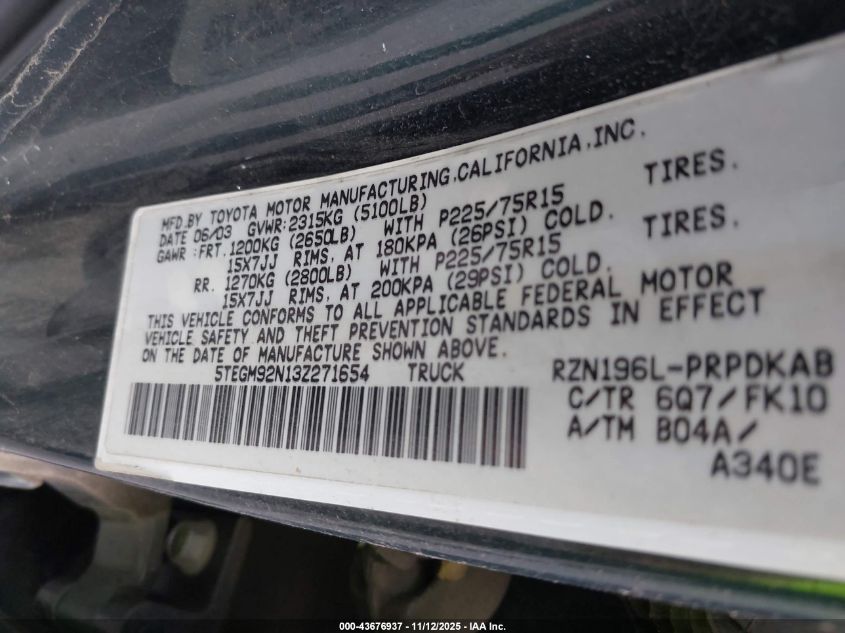 MFD.BY TOYOTA MOTOR MANUFACTURING,CALIFORNIA,INC.
DATE 06/03 GVWR:2315KG (5100LB)
GAWR :FRT.1200KG (2650LB) WITH P225/75R15 TIRES.
15X7JJ RIMS, AT 180KPA (26PSI) COLD.
RR. 1270KG (2800LB) WITH P225/75R15 TIRES.
15X7JJ RIMS, AT 200KPA (29PSI) COLD.
THIS VEHICLE CONFORMS TO ALL APPLICABLE FEDERAL MOTOR
VEHICLE SAFETY AND THEFT PREVENTION STANDARDS IN EFFECT
ON THE DATE OF MANUFACTURE SHOWN ABOVE.
5TEGM92N13Z271654 TRUCK RZN196L-PRPDKAB
C/TR 6Q7/FK10
A/TM B04A/
A340E
000-43676937 - 11/12/2025 - IAA Inc.